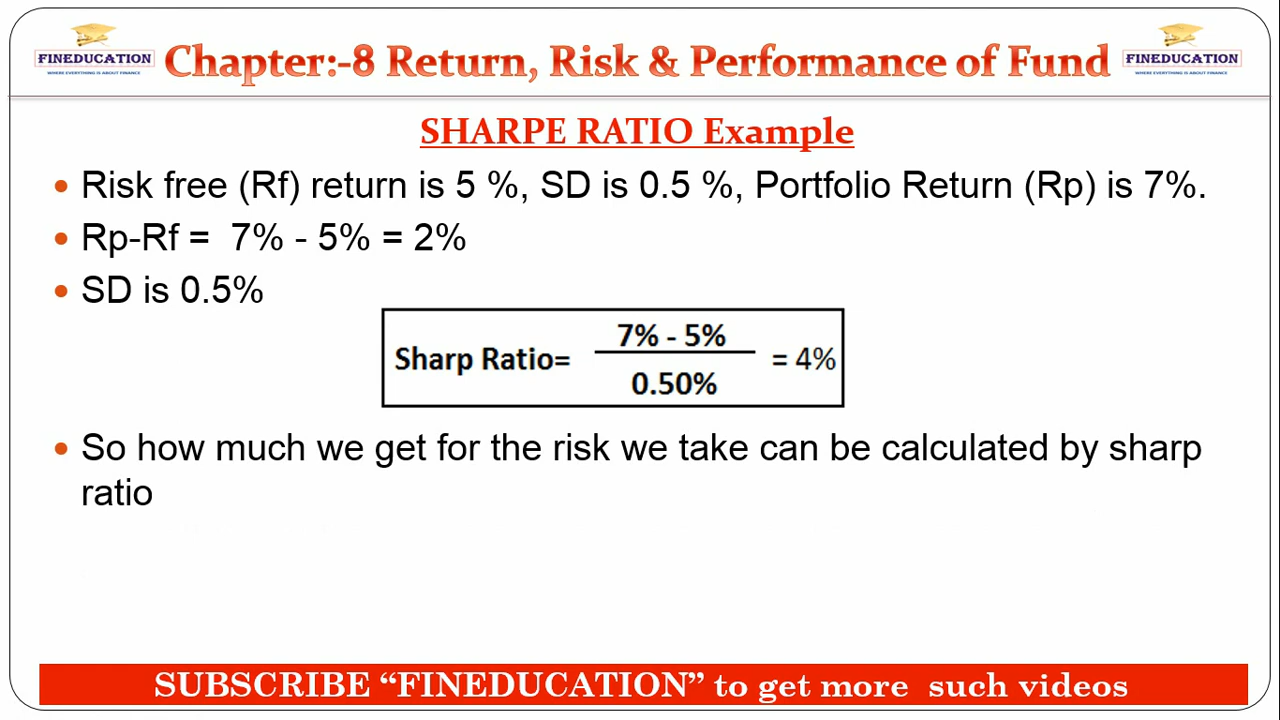 FINEDUCATION
WHERE EVERYTHING IS ABOUT FINANCE
Chapter:-8 Return, Risk & Performance of Fund
FINEDUCATION
WHERE EVERYTHING IS ABOUT FINANCE
SHARPE RATIO Example
• Risk free (Rf) return is 5 %, SD is 0.5 %, Portfolio Return (Rp) is 7%.
• Rp-Rf = 7% - 5% = 2%
• SD is 0.5%
7% - 5%
Sharp Ratio= = 4%
0.50%
• So how much we get for the risk we take can be calculated by sharp
ratio
SUBSCRIBE “FINEDUCATION” to get more such videos